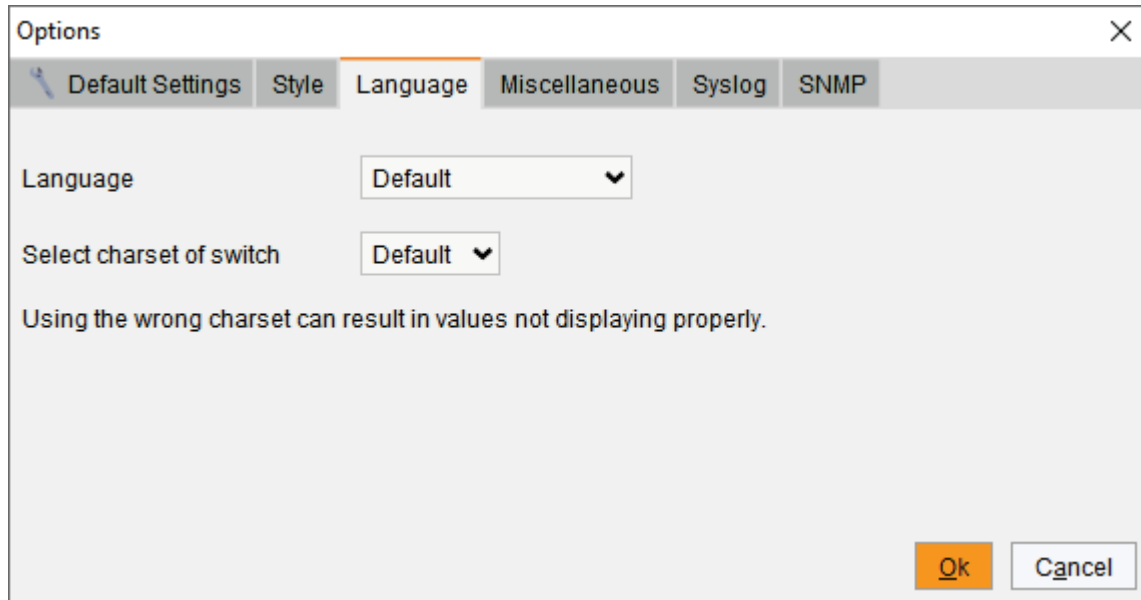 Options
Default Settings Style Language Miscellaneous Syslog SNMP
Language Default
Select charset of switch Default
Using the wrong charset can result in values not displaying properly.
Ok Cancel